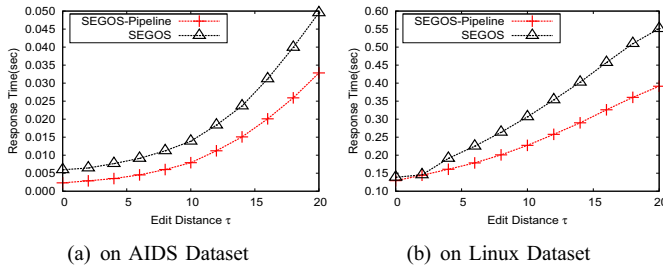 SEGOS-Pipeline
SEGOS
Response Time(sec)
0.050
0.045
0.040
0.035
0.030
0.025
0.020
0.015
0.010
0.005
0.000
0 5 10 15 20
Edit Distance τ
(a) on AIDS Dataset
SEGOS-Pipeline
SEGOS
Response Time(sec)
0.60
0.55
0.50
0.45
0.40
0.35
0.30
0.25
0.20
0.15
0.10
0 5 10 15 20
Edit Distance τ
(b) on Linux Dataset